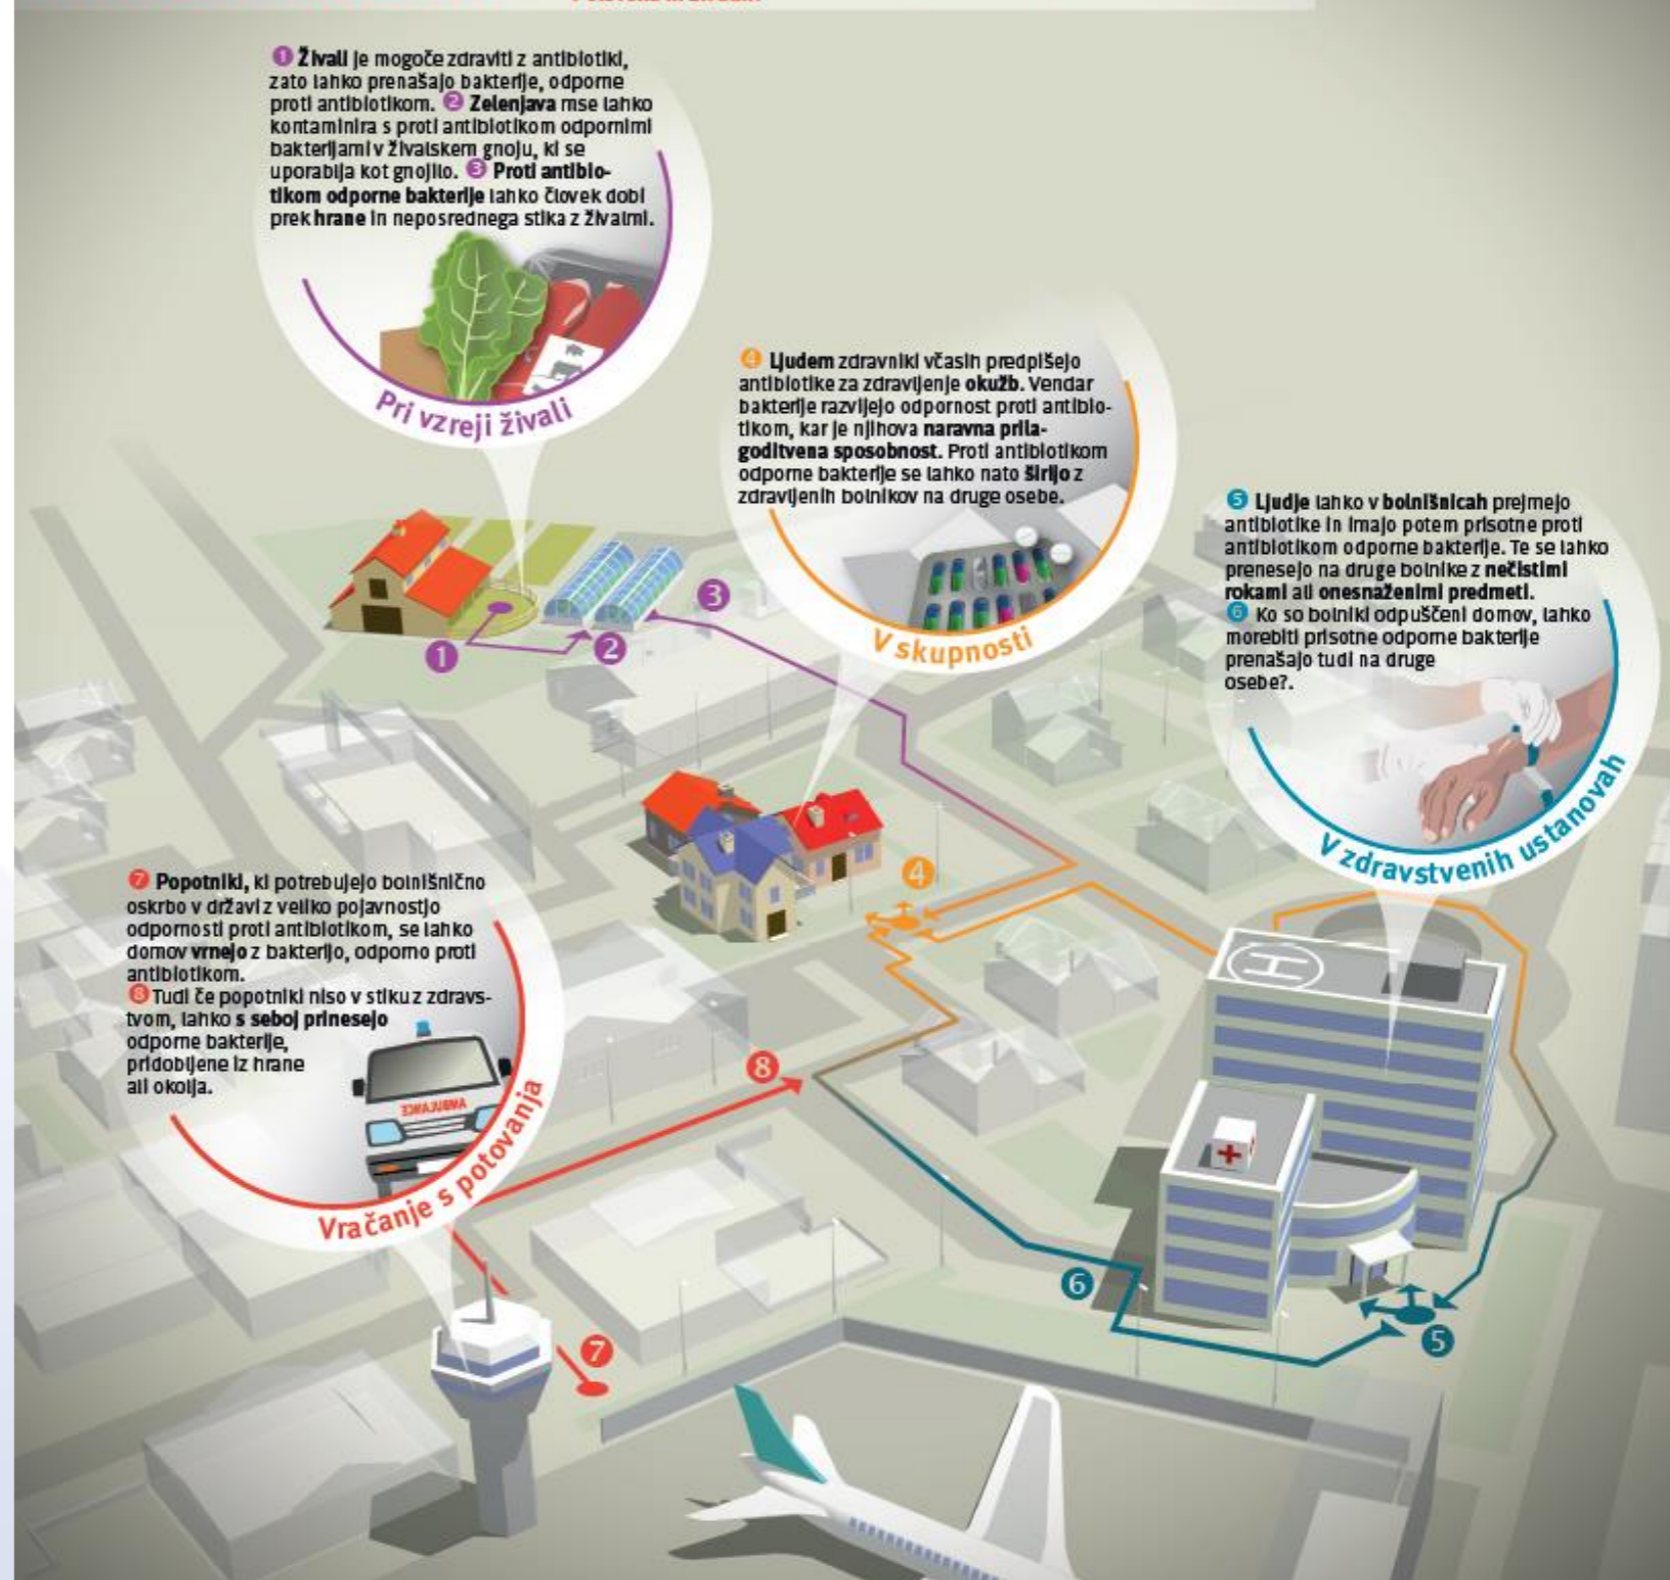 ❶ Živali je mogoče zdraviti z antibiotiki,
zato lahko prenašajo bakterije, odporne
proti antibiotikom. ❷ Zelenjava mse lahko
kontaminira s proti antibiotikom odpornimi
bakterijami v živalskem gnoju, ki se
uporablja kot gnojilo. ❸ Proti antibio-
tikom odporne bakterije lahko človek dobi
prek hrane in neposrednega stika z živalmi.
Pri vzreji živali
❹ Ljudem zdravniki včasih predpišejo
antibiotike za zdravljenje okužb. Vendar
bakterije razvijejo odpornost proti antibio-
tikom, kar je njihova naravna prila-
goditvena sposobnost. Proti antibiotikom
odporne bakterije se lahko nato širijo z
zdravljenih bolnikov na druge osebe.
V skupnosti
❺ Ljudje lahko v bolnišnicah prejmejo
antibiotike in imajo potem prisotne proti
antibiotikom odporne bakterije. Te se lahko
prenesejo na druge bolnike z nečistimi
rokami ali onesnaženimi predmeti.
❻ Ko so bolniki odpuščeni domov, lahko
morebiti prisotne odporne bakterije
prenašajo tudi na druge
osebe?.
V zdravstvenih ustanovah
❼ Popotniki, ki potrebujejo bolnišnično
oskrbo v državi z veliko pojavnostjo
odpornosti proti antibiotikom, se lahko
domov vrnejo z bakterijo, odporno proti
antibiotikom.
❽ Tudi če popotniki niso v stiku z zdravs-
tvom, lahko s seboj prinesejo
odporne bakterije,
pridobljene iz hrane
ali okolja.
AMBULANCE
Vračanje s potovanja
1
2
3
4
H
8
6
5
7